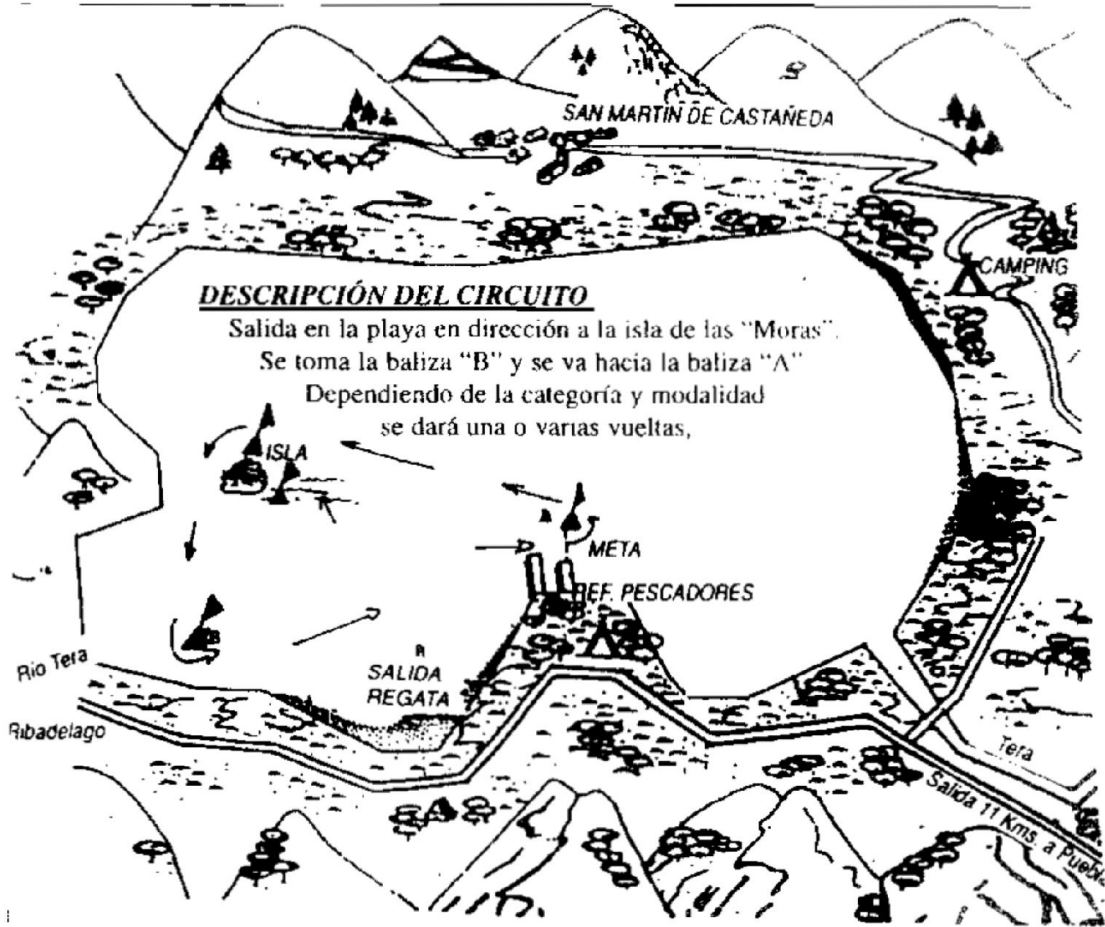 SAN MARTIN DE CASTAÑEDA
CAMPING
DESCRIPCIÓN DEL CIRCUITO
Salida en la playa en dirección a la isla de las “Moras”.
Se toma la baliza “B” y se va hacia la baliza “A”
Dependiendo de la categoría y modalidad
se dará una o varias vueltas,
ISLA
A
META
REF. PESCADORES
B
Rio Tera
SALIDA
REGATA
Ribadelago
Tera
Salida 11 Kms. a Puebla